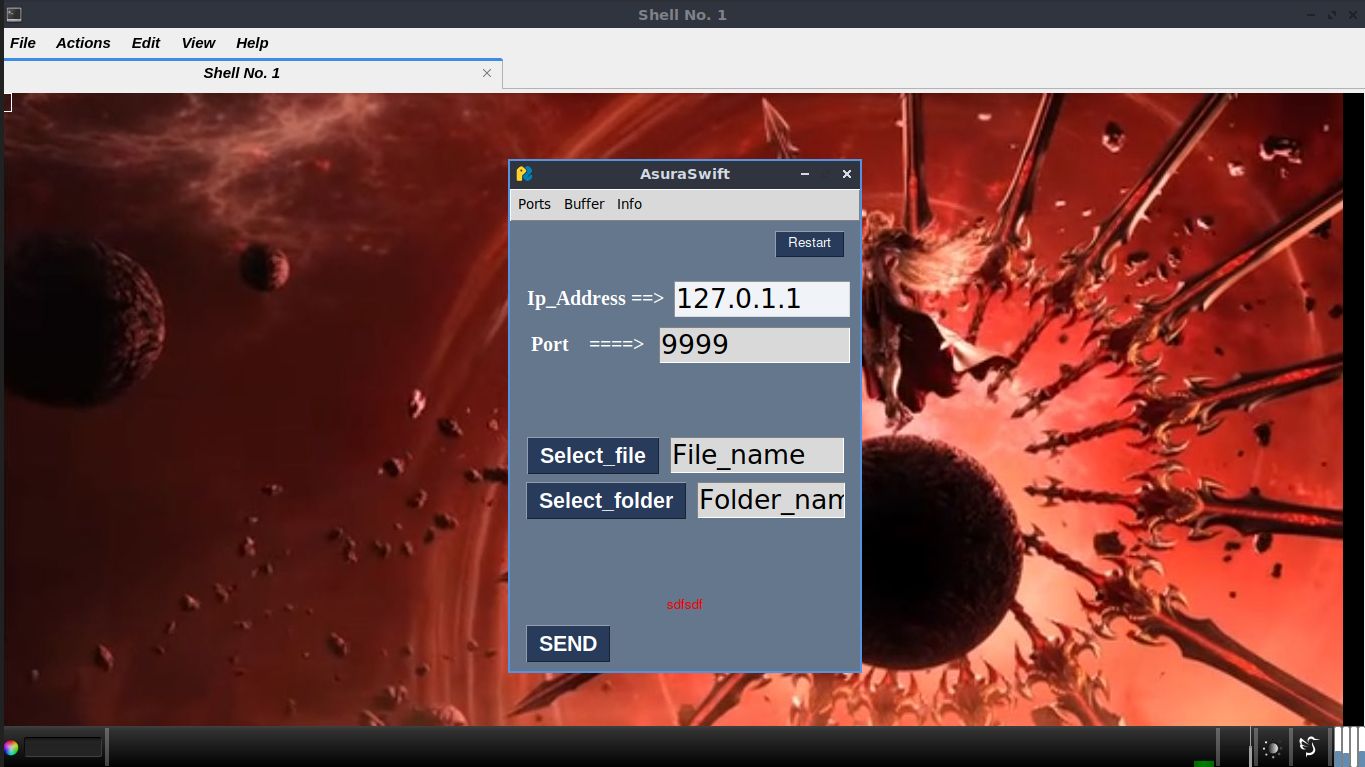 Shell No. 1
File Actions Edit View Help
Shell No. 1
AsuraSwift
Ports Buffer Info
Restart
Ip_Address ==> 127.0.1.1
Port ====> 9999
Select_file File_name
Select_folder Folder_nam
sdfsdf
SEND